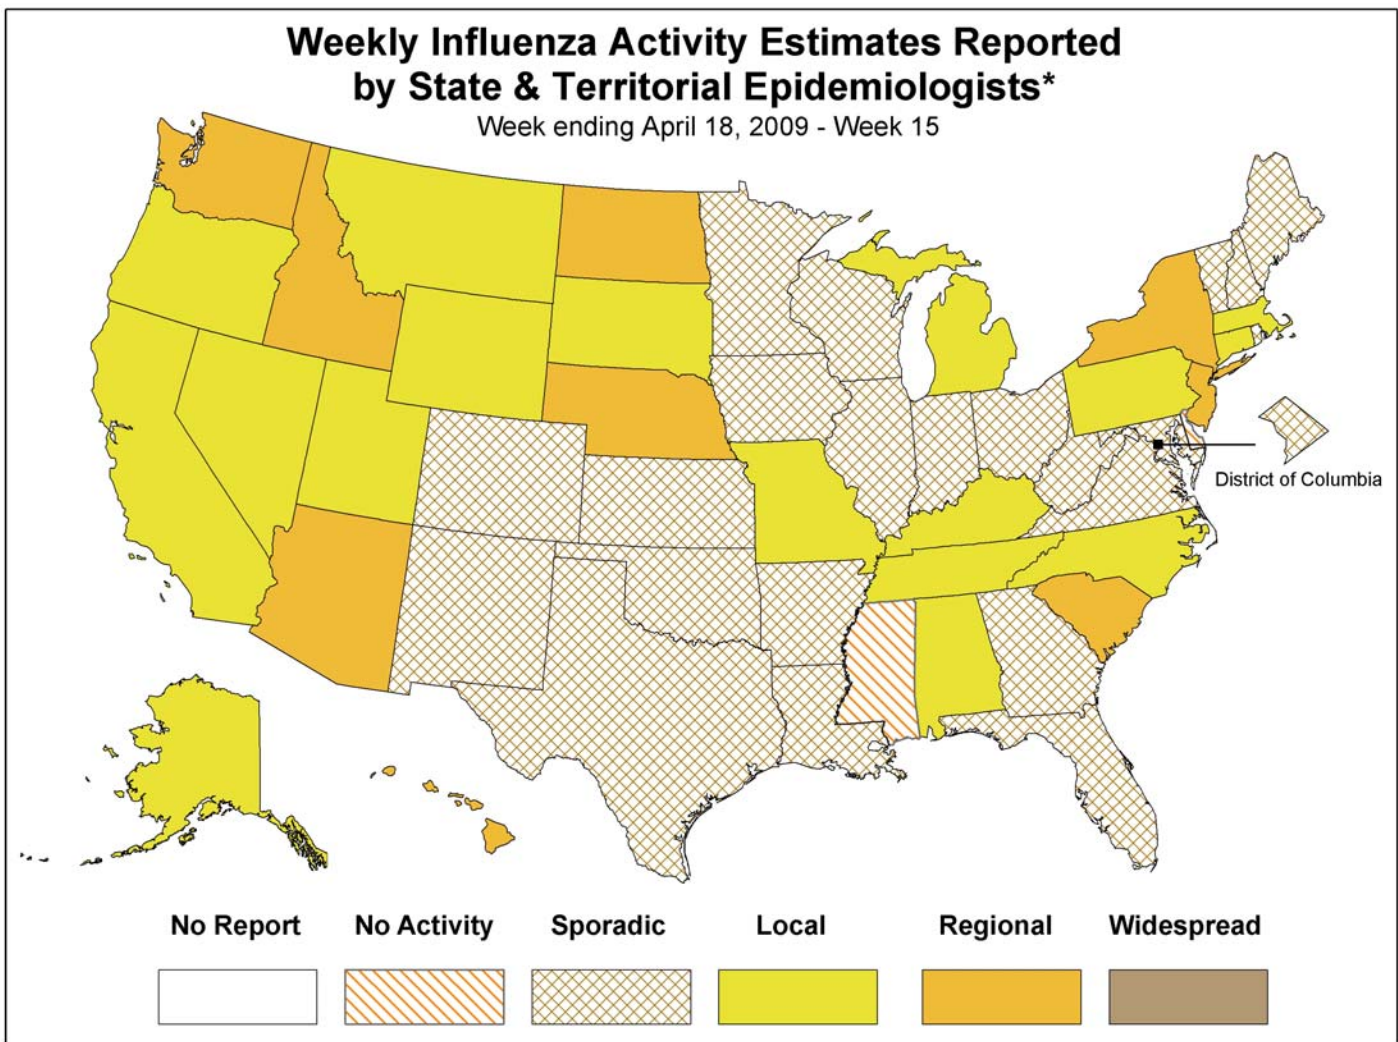 Weekly Influenza Activity Estimates Reported
by State & Territorial Epidemiologists*
Week ending April 18, 2009 - Week 15
District of Columbia
No Report No Activity Sporadic Local Regional Widespread